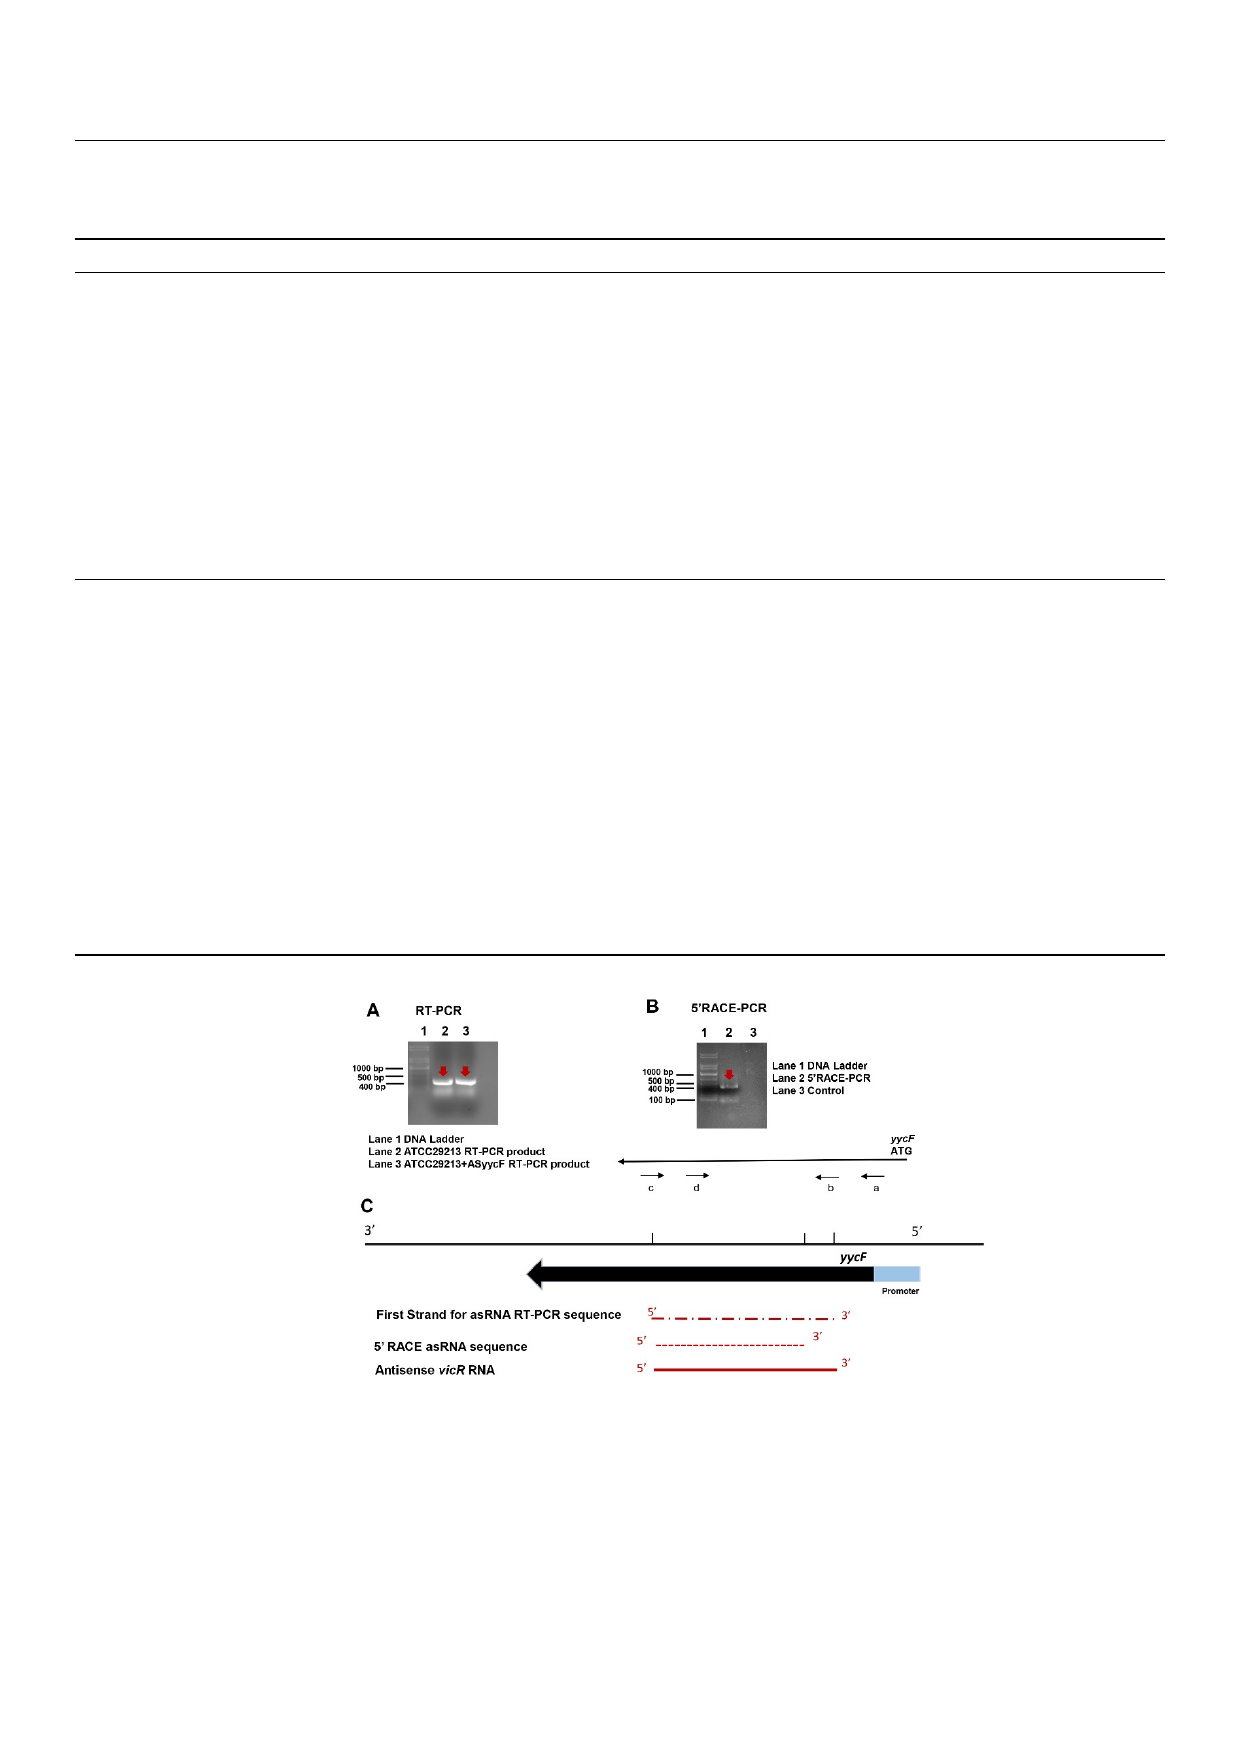 A RT-PCR
1 2 3
1000 bp
500 bp
400 bp
Lane 1 DNA Ladder
Lane 2 ATCC29213 RT-PCR product
Lane 3 ATCC29213+ASyycF RT-PCR product
B 5'RACE-PCR
1 2 3
1000 bp
500 bp
400 bp
100 bp
Lane 1 DNA Ladder
Lane 2 5'RACE-PCR
Lane 3 Control
yycF
ATG
c d b a
C
3' 5'
yycF
Promoter
First Strand for asRNA RT-PCR sequence 5' 3'
5' RACE asRNA sequence 5' 3'
Antisense vicR RNA 5' 3'